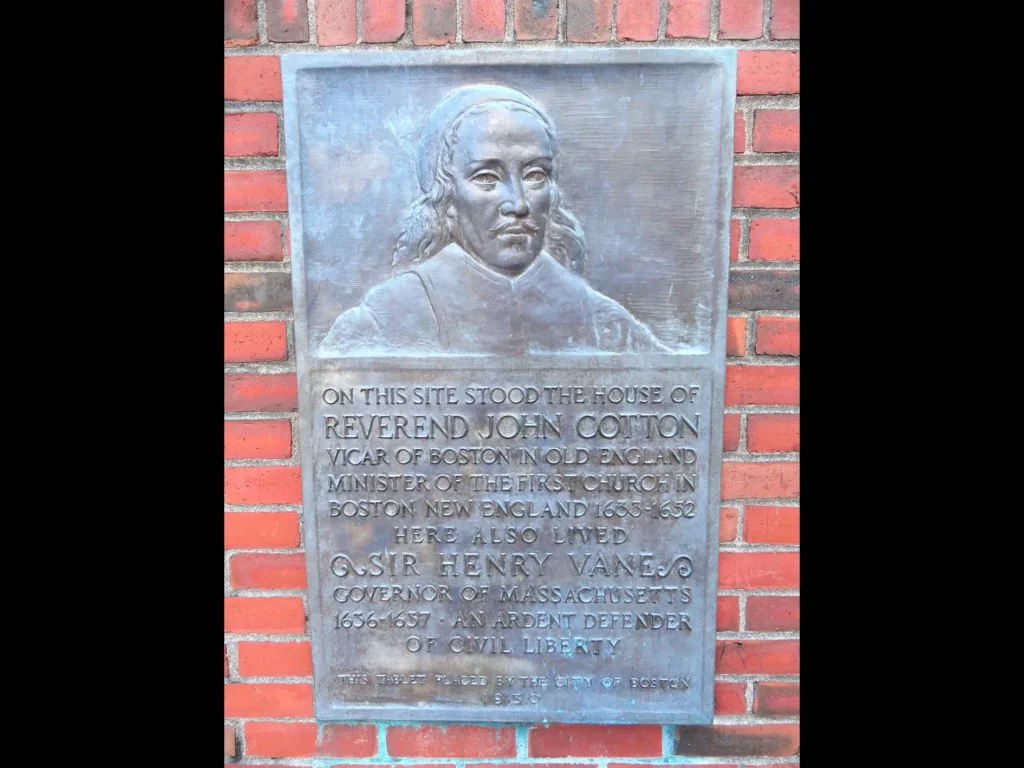 ON THIS SITE STOOD THE HOUSE OF
REVEREND JOHN COTTON
VICAR OF BOSTON IN OLD ENGLAND
MINISTER OF THE FIRST CHURCH IN
BOSTON NEW ENGLAND 1633-1652
HERE ALSO LIVED
SIR HENRY VANE
GOVERNOR OF MASSACHUSETTS
1636-1637 · AN ARDENT DEFENDER
OF CIVIL LIBERTY
THIS TABLET PLACED BY THE CITY OF BOSTON
1930